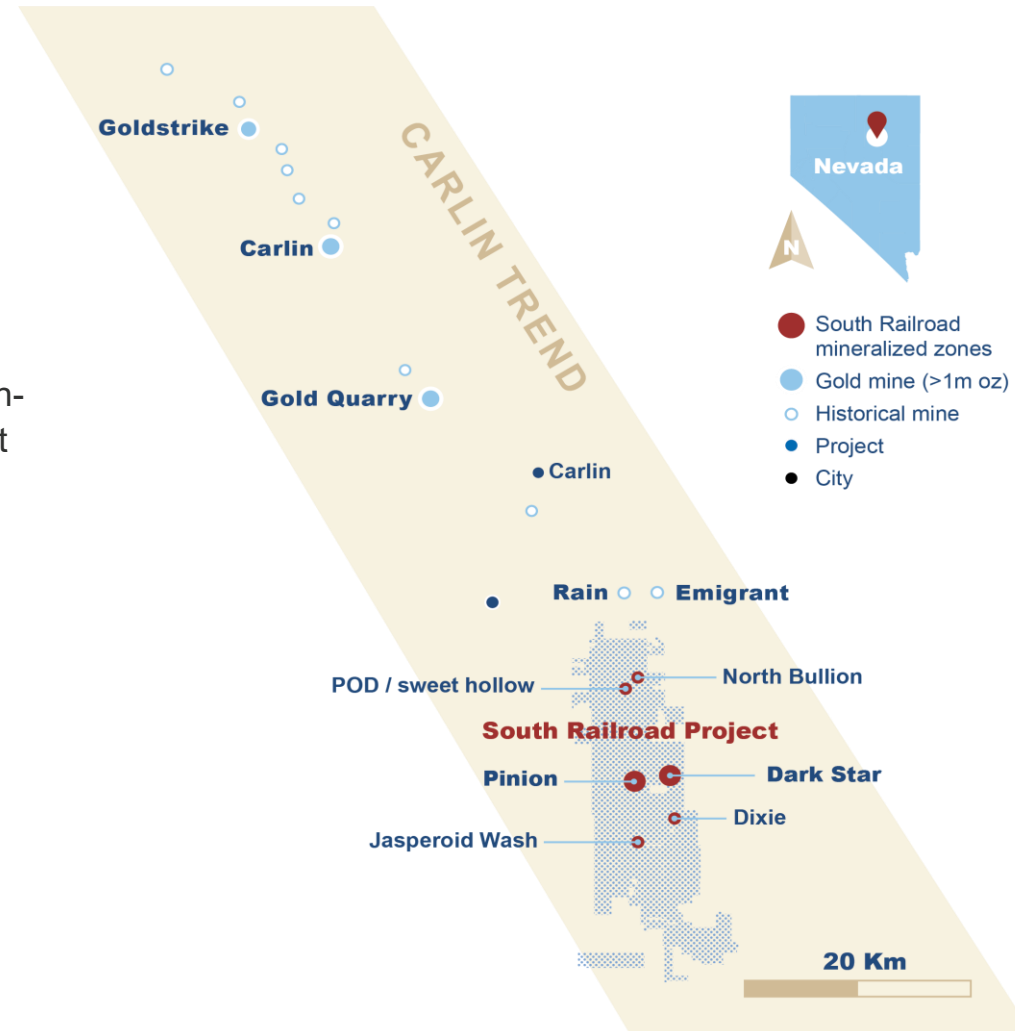 Goldstrike
Carlin
CARLIN TREND
Nevada
N
South Railroad
mineralized zones
Gold mine (>1m oz)
Historical mine
Project
City
n-
t
Gold Quarry
Carlin
Rain
Emigrant
North Bullion
POD / sweet hollow
South Railroad Project
Pinion
Dark Star
Dixie
Jasperoid Wash
20 Km